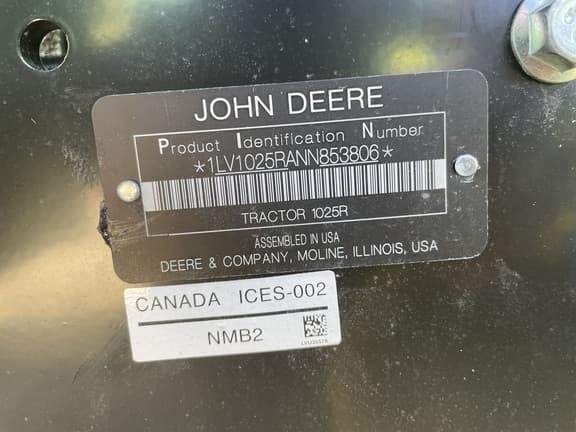 JOHN DEERE
Product Identification Number
*1LV1025RANN853806*
TRACTOR 1025R
ASSEMBLED IN USA
DEERE & COMPANY, MOLINE, ILLINOIS, USA
CANADA ICES-002
NMB2